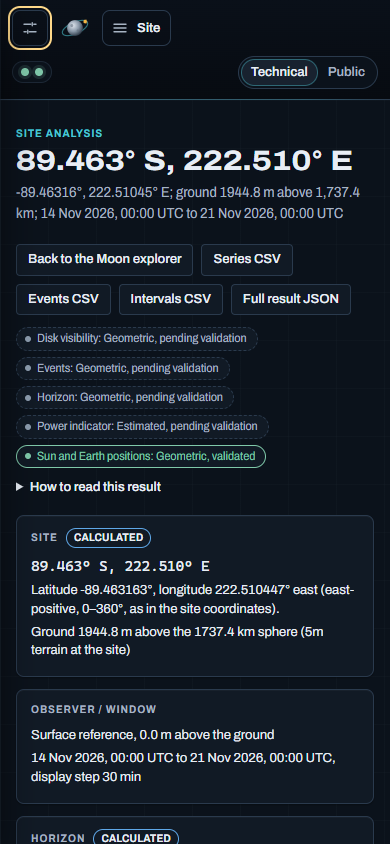 Site
Technical Public
SITE ANALYSIS
89.463° S, 222.510° E
-89.46316°, 222.51045° E; ground 1944.8 m above 1,737.4
km; 14 Nov 2026, 00:00 UTC to 21 Nov 2026, 00:00 UTC
Back to the Moon explorer Series CSV
Events CSV Intervals CSV Full result JSON
Disk visibility: Geometric, pending validation
Events: Geometric, pending validation
Horizon: Geometric, pending validation
Power indicator: Estimated, pending validation
Sun and Earth positions: Geometric, validated
How to read this result
SITE CALCULATED
89.463° S, 222.510° E
Latitude -89.463163°, longitude 222.510447° east (east-
positive, 0–360°, as in the site coordinates).
Ground 1944.8 m above the 1737.4 km sphere (5m
terrain at the site)
OBSERVER / WINDOW
Surface reference, 0.0 m above the ground
14 Nov 2026, 00:00 UTC to 21 Nov 2026, 00:00 UTC,
display step 30 min
HORIZON CALCULATED